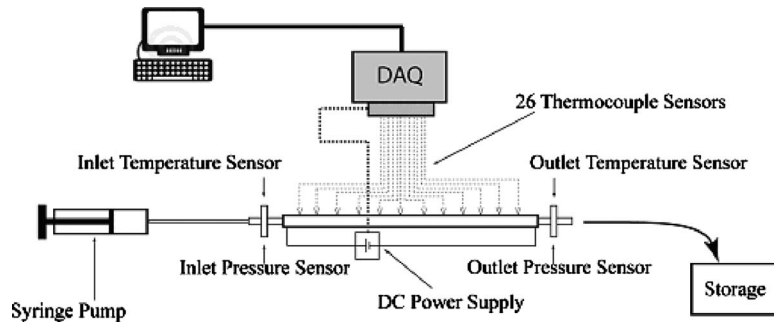 DAQ
26 Thermocouple Sensors
Inlet Temperature Sensor
Outlet Temperature Sensor
Inlet Pressure Sensor
Outlet Pressure Sensor
Syringe Pump
DC Power Supply
Storage